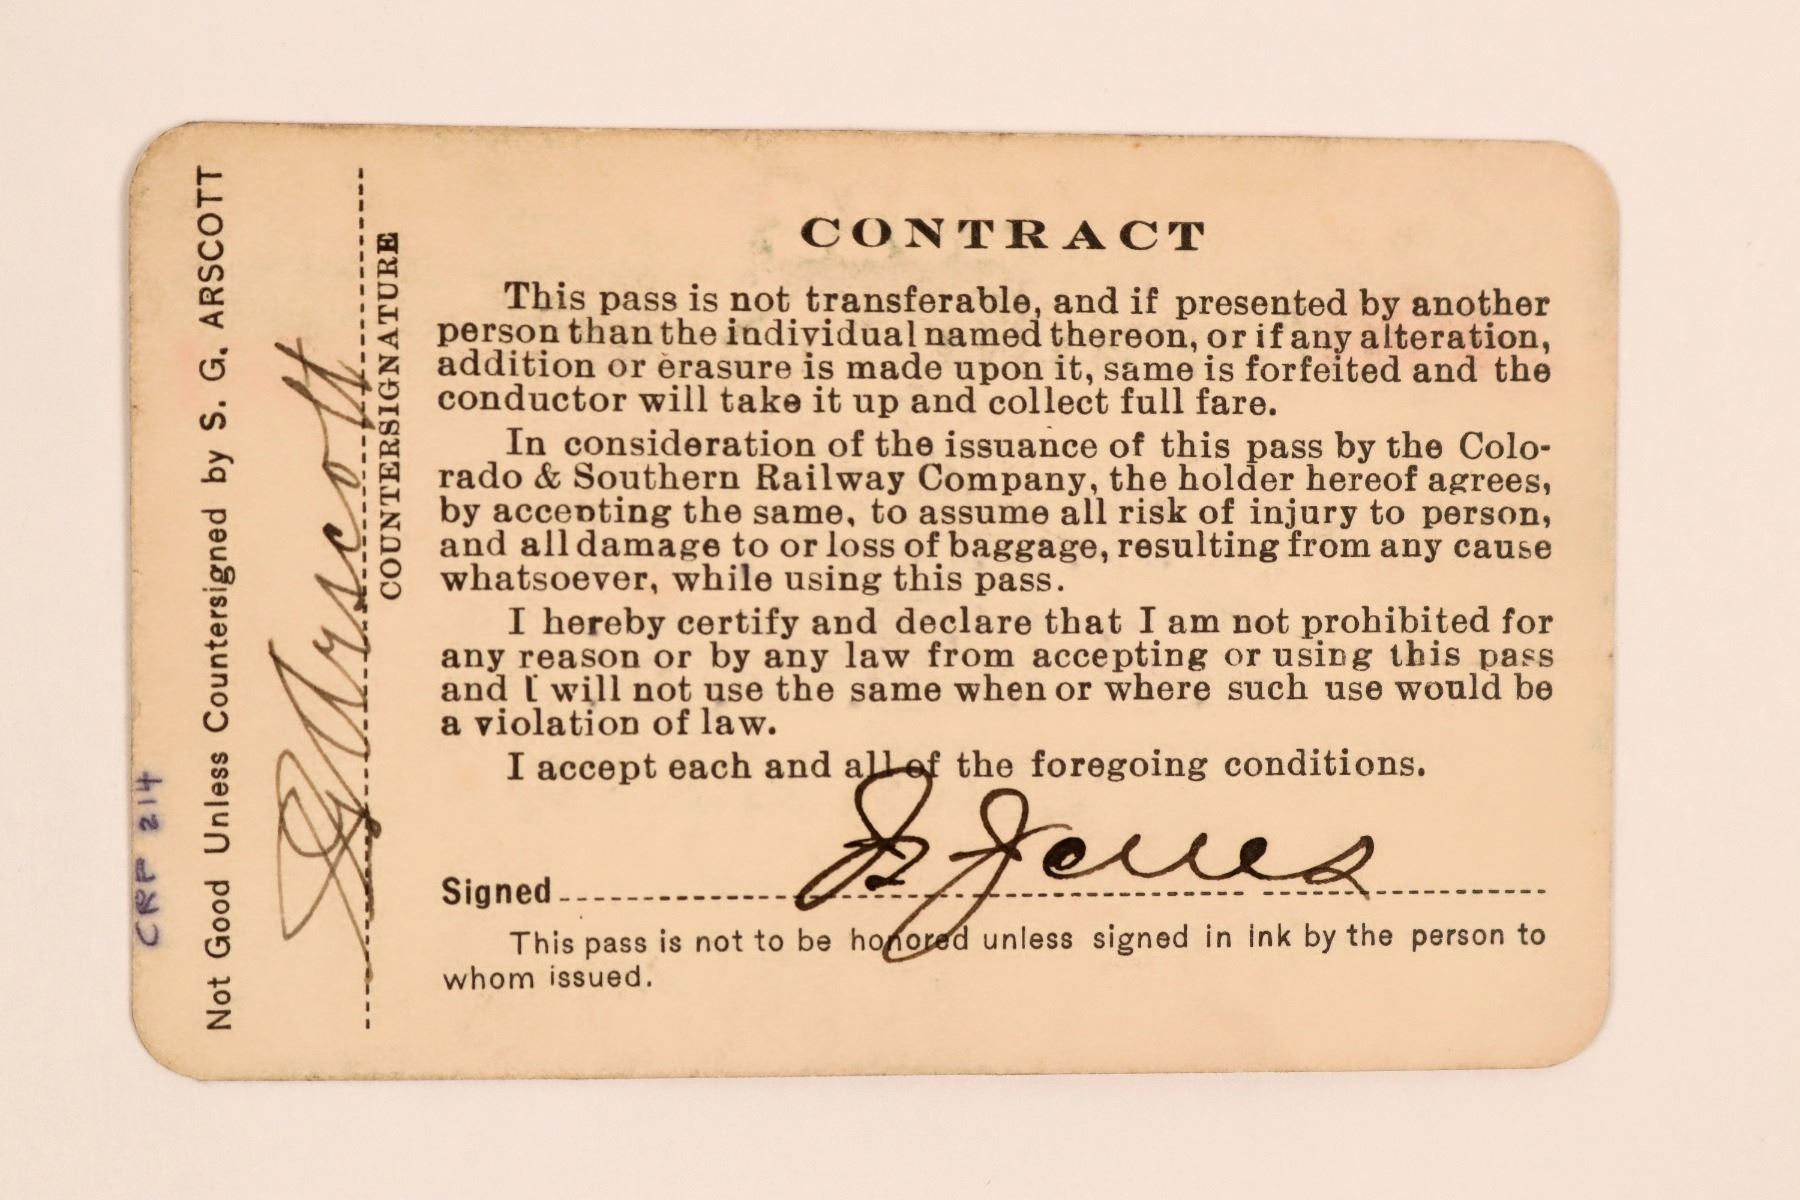 CONTRACT
This pass is not transferable, and if presented by another
person than the individual named thereon, or if any alteration,
addition or erasure is made upon it, same is forfeited and the
conductor will take it up and collect full fare.
In consideration of the issuance of this pass by the Colo-
rado & Southern Railway Company, the holder hereof agrees,
by accepting the same, to assume all risk of injury to person,
and all damage to or loss of baggage, resulting from any cause
whatsoever, while using this pass.
I hereby certify and declare that I am not prohibited for
any reason or by any law from accepting or using this pass
and I will not use the same when or where such use would be
a violation of law.
I accept each and all of the foregoing conditions.
Signed Jones
This pass is not to be honored unless signed in ink by the person to
whom issued.
Not Good Unless Countersigned by S. G. ARSCOTT
SGArscott
COUNTERSIGNATURE
CRP 214